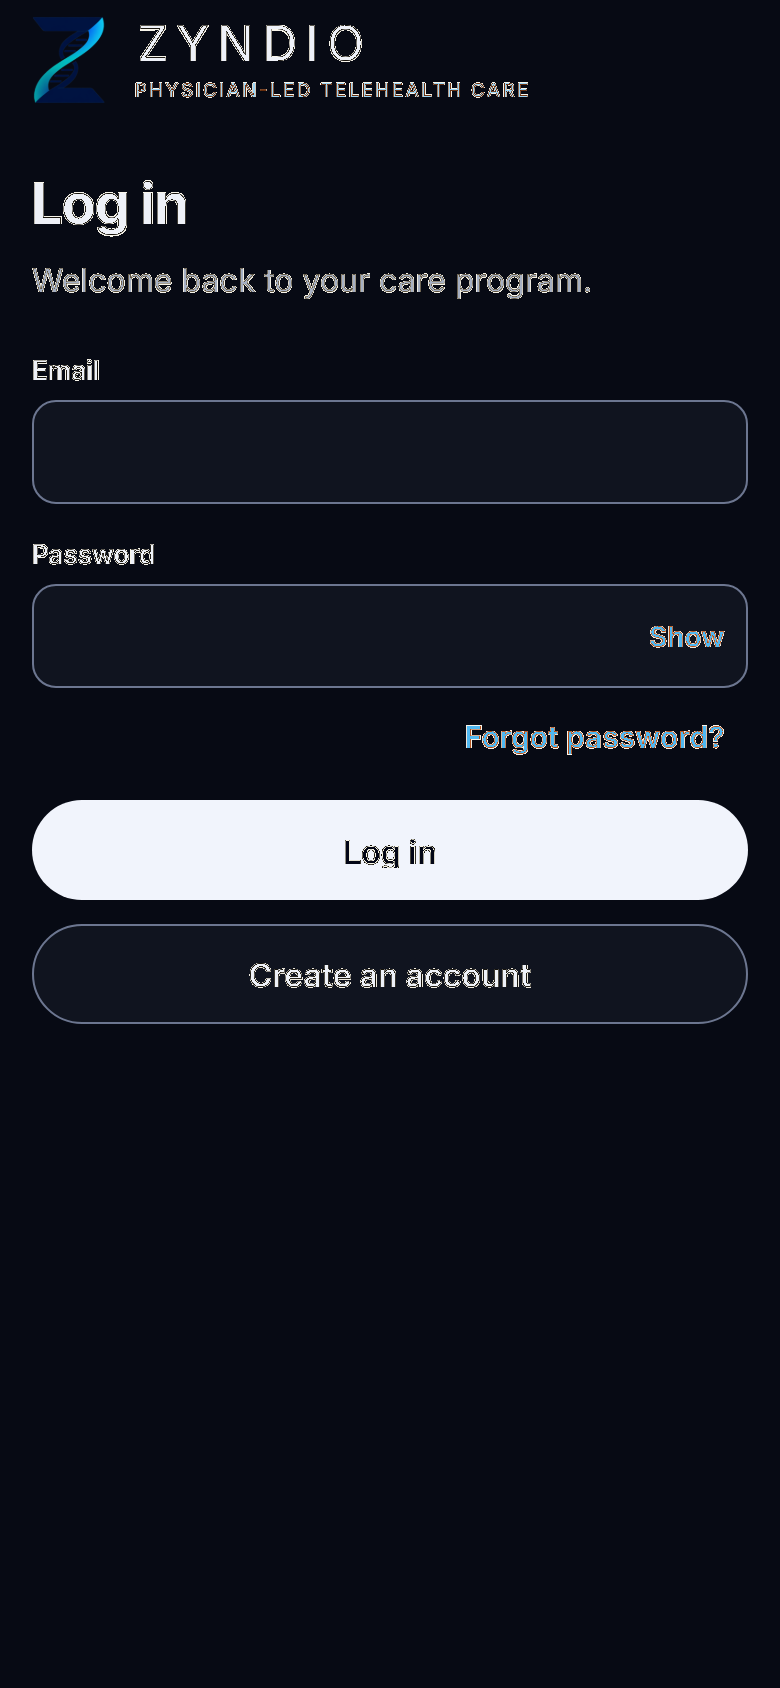 ZYNDIO
PHYSICIAN-LED TELEHEALTH CARE
Log in
Welcome back to your care program.
Email
Password
Show
Forgot password?
Log in
Create an account